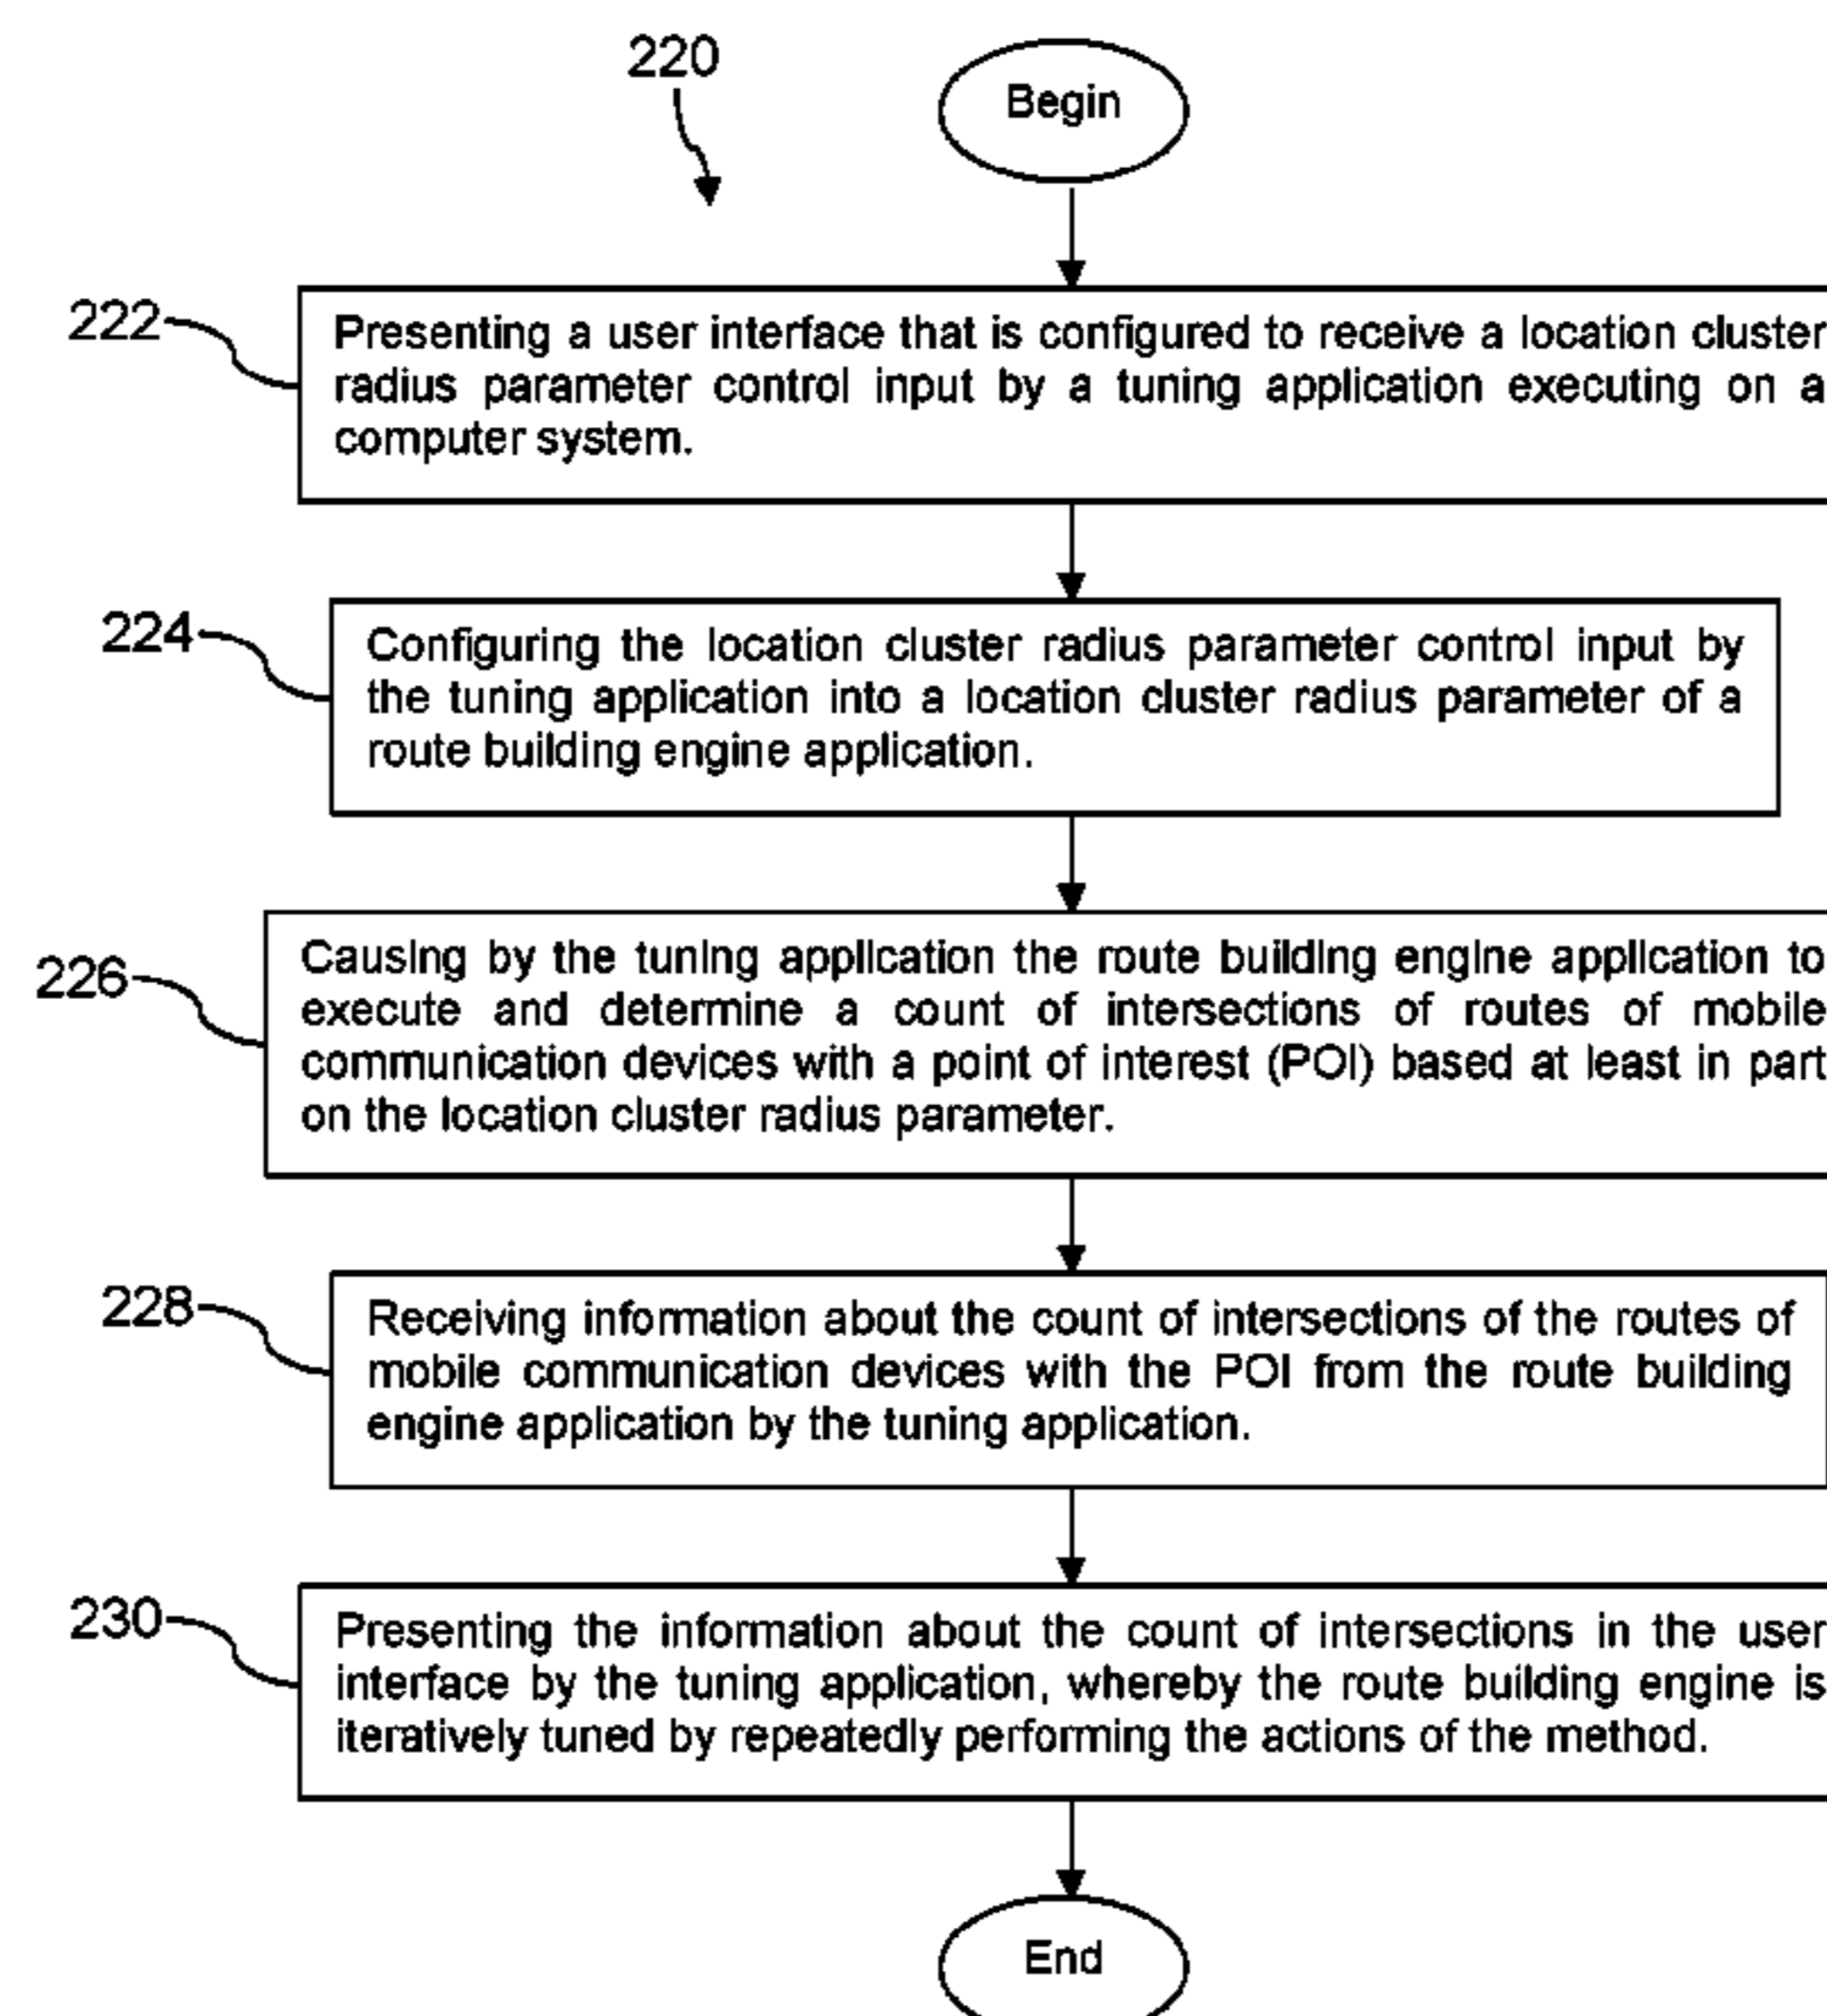 220
Begin
222
Presenting a user interface that is configured to receive a location cluster
radius parameter control input by a tuning application executing on a
computer system.
224
Configuring the location cluster radius parameter control input by
the tuning application into a location cluster radius parameter of a
route building engine application.
226
Causing by the tuning application the route building engine application to
execute and determine a count of intersections of routes of mobile
communication devices with a point of interest (POI) based at least in part
on the location cluster radius parameter.
228
Receiving information about the count of intersections of the routes of
mobile communication devices with the POI from the route building
engine application by the tuning application.
230
Presenting the information about the count of intersections in the user
interface by the tuning application, whereby the route building engine is
iteratively tuned by repeatedly performing the actions of the method.
End